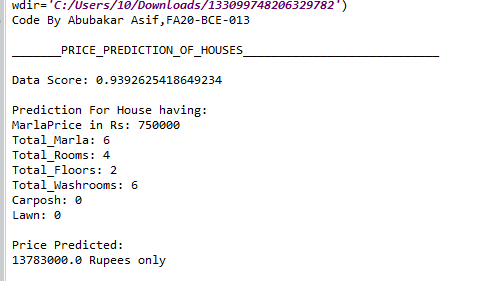 wdir='C:/Users/10/Downloads/133099748206329782')
Code By Abubakar Asif,FA20-BCE-013
_______PRICE_PREDICTION_OF_HOUSES____________________________
Data Score: 0.9392625418649234
Prediction For House having:
MarlaPrice in Rs: 750000
Total_Marla: 6
Total_Rooms: 4
Total_Floors: 2
Total_Washrooms: 6
Carposh: 0
Lawn: 0
Price Predicted:
13783000.0 Rupees only